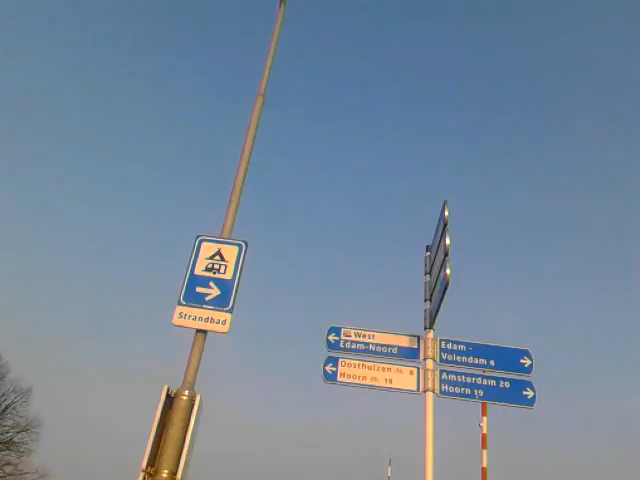 Strandbad
West
Edam-Noord
Oosthuizen 8
Hoorn 19
Edam -
Volendam 6
Amsterdam 20
Hoorn 19